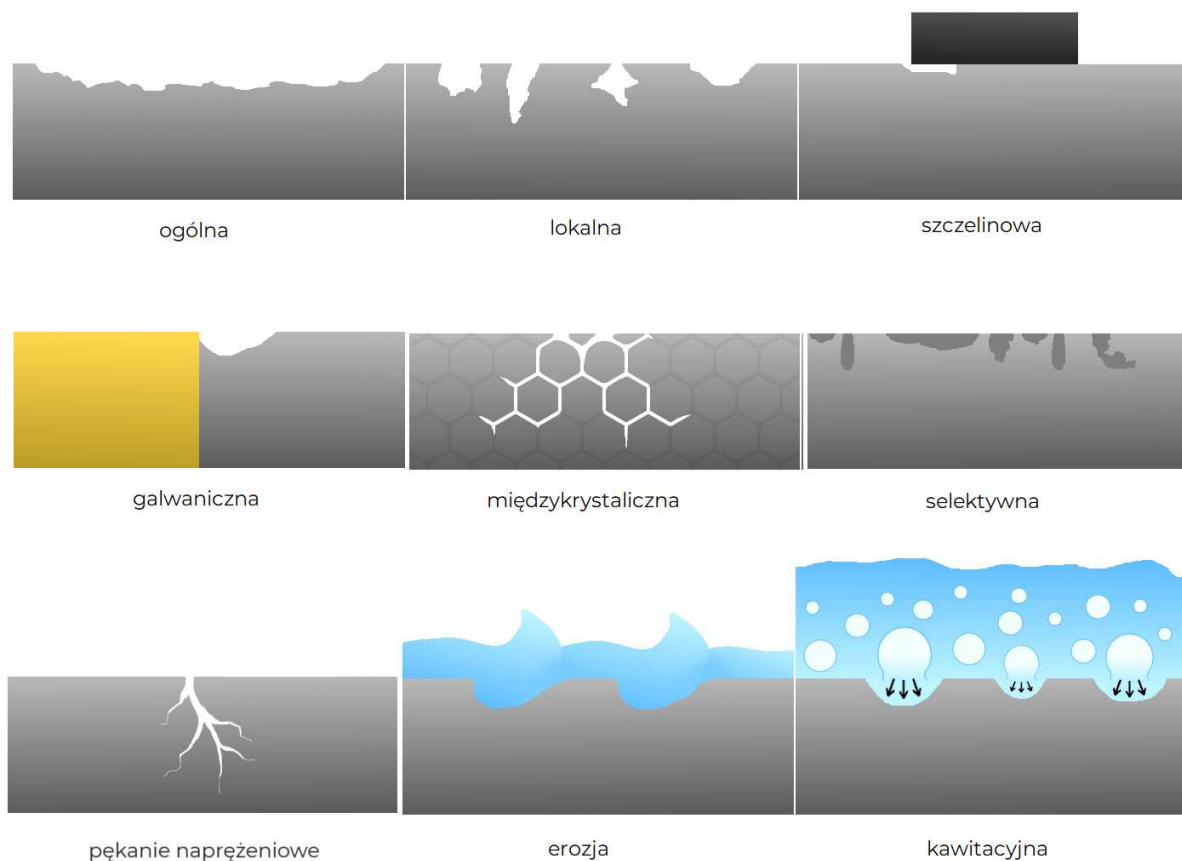 ogólna
lokalna
szczelinowa
galwaniczna
międzykrystaliczna
selektywna
pękanie naprężeniowe
erozja
kawitacyjna